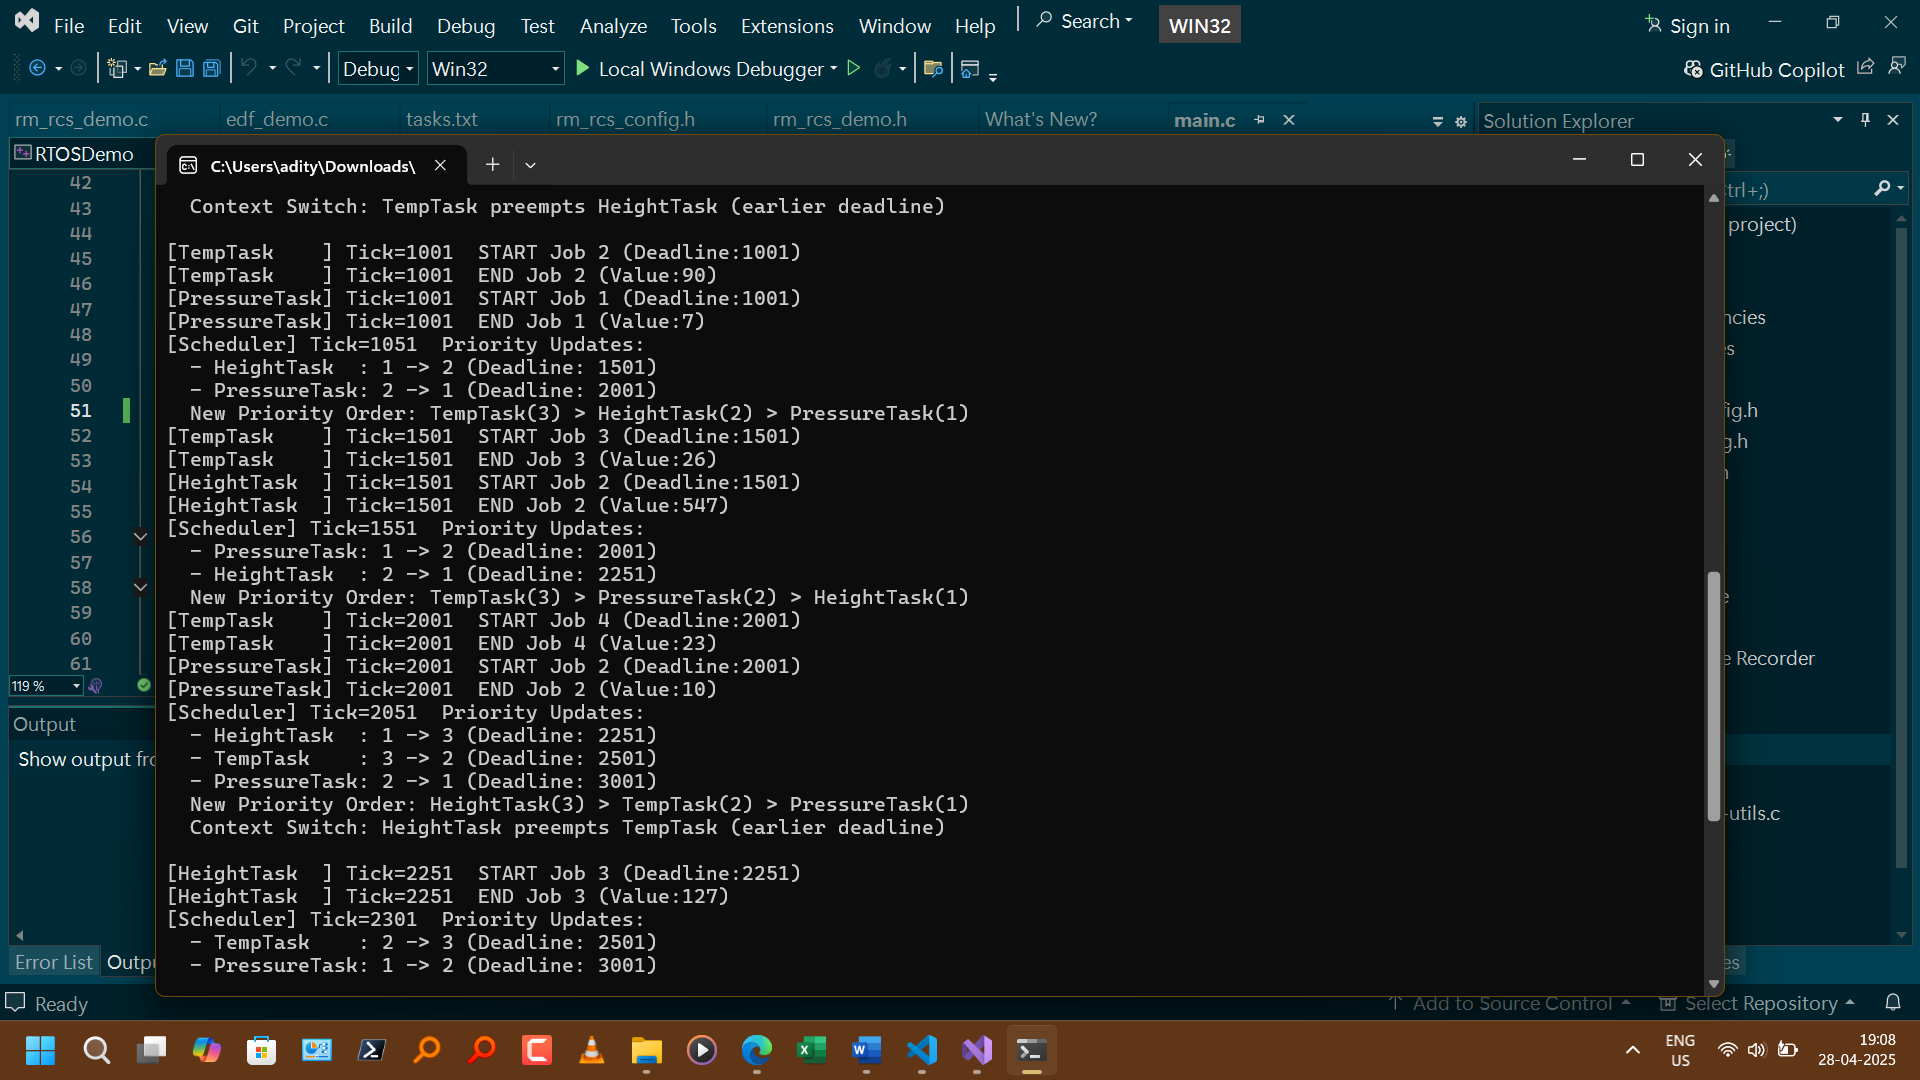 File Edit View Git Project Build Debug Test Analyze Tools Extensions Window Help Search WIN32 Sign in
Debug Win32 Local Windows Debugger GitHub Copilot
rm_rcs_demo.c edf_demo.c tasks.txt rm_rcs_config.h rm_rcs_demo.h What's New? main.c Solution Explorer
RTOSDemo
C:\Users\adity\Downloads\
42
43
44
45
46
47
48
49
50
51
52
53
54
55
56
57
58
59
60
61
119 %
Context Switch: TempTask preempts HeightTask (earlier deadline)
[TempTask    ] Tick=1001  START Job 2 (Deadline:1001)
[TempTask    ] Tick=1001  END Job 2 (Value:90)
[PressureTask] Tick=1001  START Job 1 (Deadline:1001)
[PressureTask] Tick=1001  END Job 1 (Value:7)
[Scheduler] Tick=1051  Priority Updates:
- HeightTask  : 1 -> 2 (Deadline: 1501)
- PressureTask: 2 -> 1 (Deadline: 2001)
New Priority Order: TempTask(3) > HeightTask(2) > PressureTask(1)
[TempTask    ] Tick=1501  START Job 3 (Deadline:1501)
[TempTask    ] Tick=1501  END Job 3 (Value:26)
[HeightTask  ] Tick=1501  START Job 2 (Deadline:1501)
[HeightTask  ] Tick=1501  END Job 2 (Value:547)
[Scheduler] Tick=1551  Priority Updates:
- PressureTask: 1 -> 2 (Deadline: 2001)
- HeightTask  : 2 -> 1 (Deadline: 2251)
New Priority Order: TempTask(3) > PressureTask(2) > HeightTask(1)
[TempTask    ] Tick=2001  START Job 4 (Deadline:2001)
[TempTask    ] Tick=2001  END Job 4 (Value:23)
[PressureTask] Tick=2001  START Job 2 (Deadline:2001)
[PressureTask] Tick=2001  END Job 2 (Value:10)
[Scheduler] Tick=2051  Priority Updates:
- HeightTask  : 1 -> 3 (Deadline: 2251)
- TempTask    : 3 -> 2 (Deadline: 2501)
- PressureTask: 2 -> 1 (Deadline: 3001)
New Priority Order: HeightTask(3) > TempTask(2) > PressureTask(1)
Context Switch: HeightTask preempts TempTask (earlier deadline)
[HeightTask  ] Tick=2251  START Job 3 (Deadline:2251)
[HeightTask  ] Tick=2251  END Job 3 (Value:127)
[Scheduler] Tick=2301  Priority Updates:
- TempTask    : 2 -> 3 (Deadline: 2501)
- PressureTask: 1 -> 2 (Deadline: 3001)
trl+;)
project)
ncies
s
ig.h
g.h
e
e Recorder
-utils.c
es
Output
Show output fro
Error List Outpu
Ready Add to Source Control Select Repository
ENG
US
19:08
28-04-2025